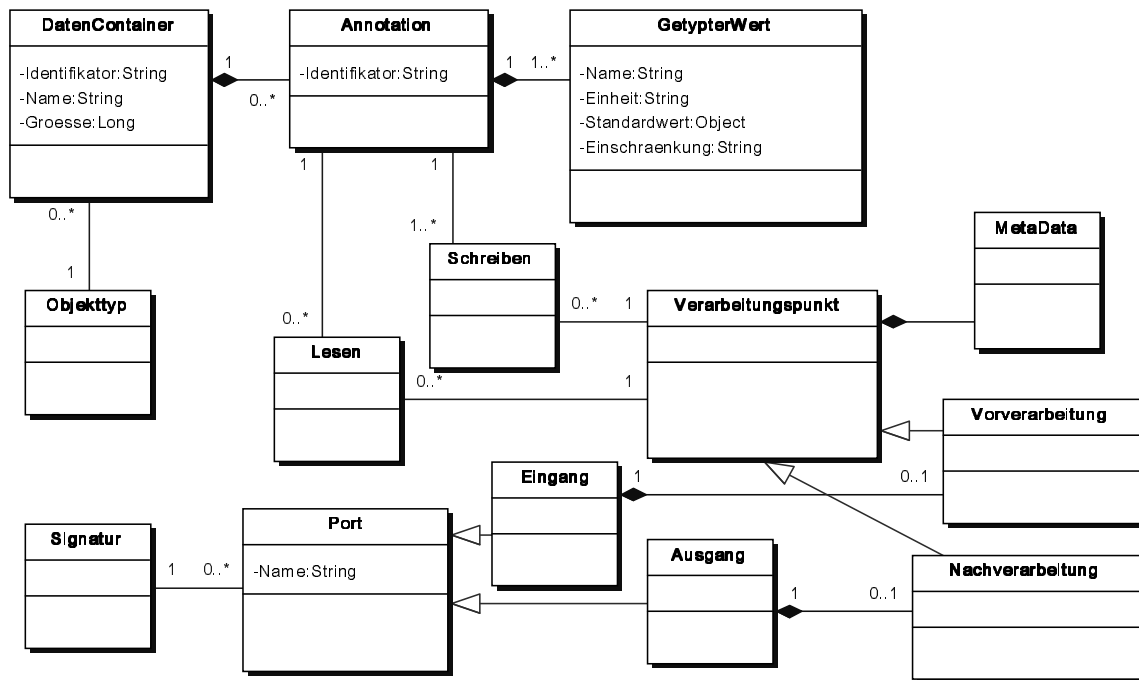 DatenContainer
-Identifikator:String
-Name:String
-Groesse:Long
1
0..*
Annotation
-Identifikator:String
1
1..*
GetypterWert
-Name:String
-Einheit:String
-Standardwert:Object
-Einschraenkung:String
0..*
1
Objekttyp
1
0..*
1
1..*
Schreiben
0..*
1
Lesen
0..*
1
Verarbeitungspunkt
MetaData
Vorverarbeitung
Eingang
1
0..1
Signatur
1
0..*
Port
-Name:String
Ausgang
1
0..1
Nachverarbeitung